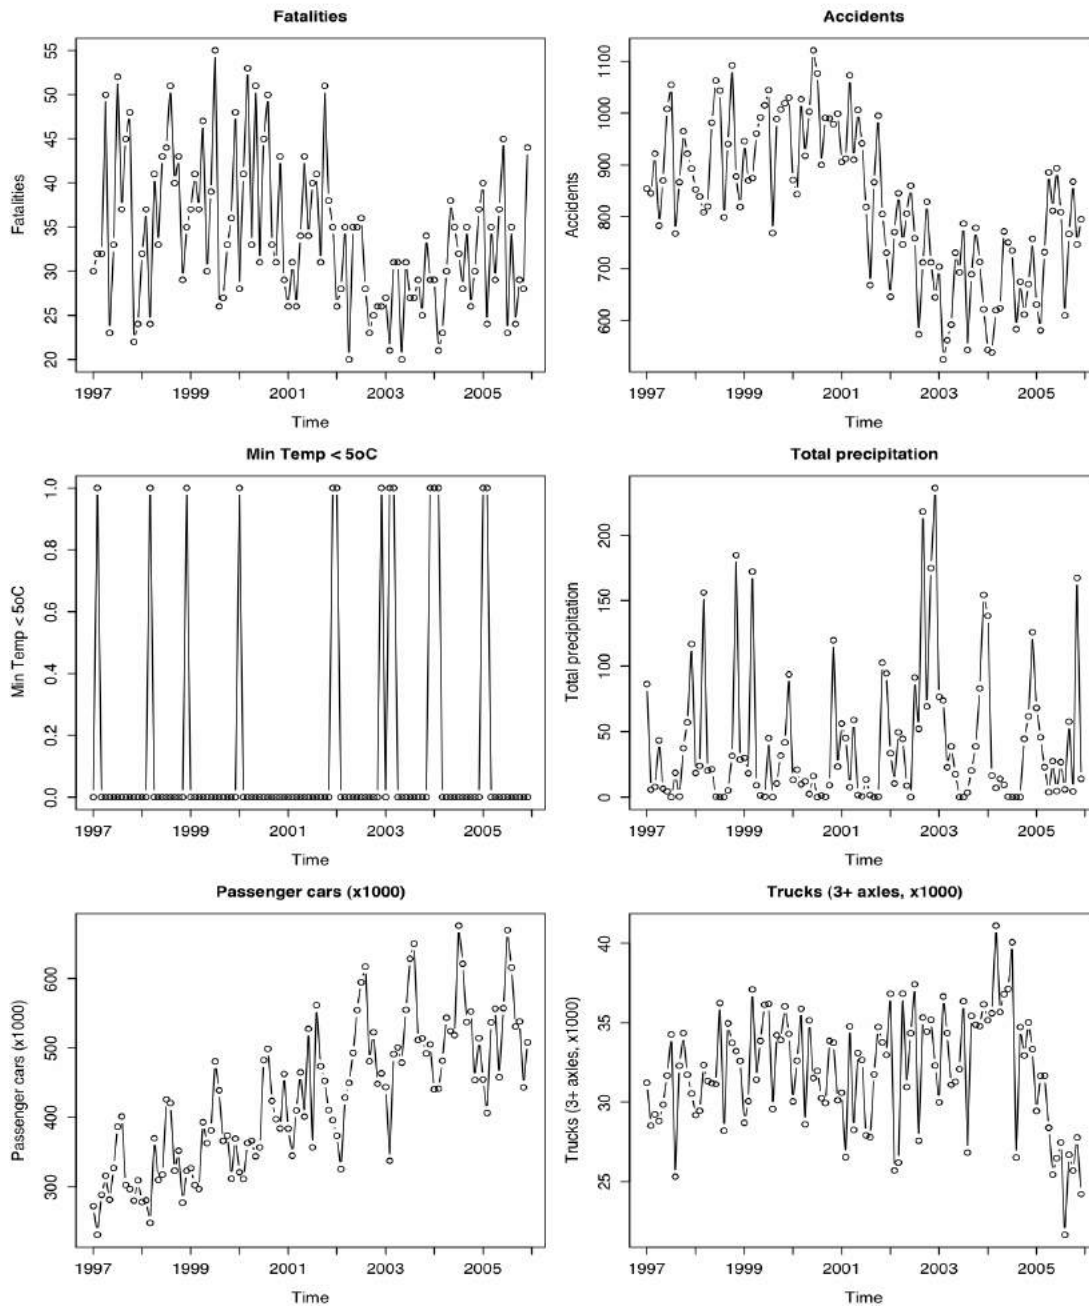 Fatalities
Fatalities
55
50
45
40
35
30
25
20
1997 1999 2001 2003 2005
Time
Accidents
Accidents
1100
1000
900
800
700
600
1997 1999 2001 2003 2005
Time
Min Temp < 5oC
Min Temp < 5oC
1.0
0.8
0.6
0.4
0.2
0.0
1997 1999 2001 2003 2005
Time
Total precipitation
Total precipitation
200
150
100
50
0
1997 1999 2001 2003 2005
Time
Passenger cars (x1000)
Passenger cars (x1000)
600
500
400
300
1997 1999 2001 2003 2005
Time
Trucks (3+ axles, x1000)
Trucks (3+ axles, x1000)
40
35
30
25
1997 1999 2001 2003 2005
Time